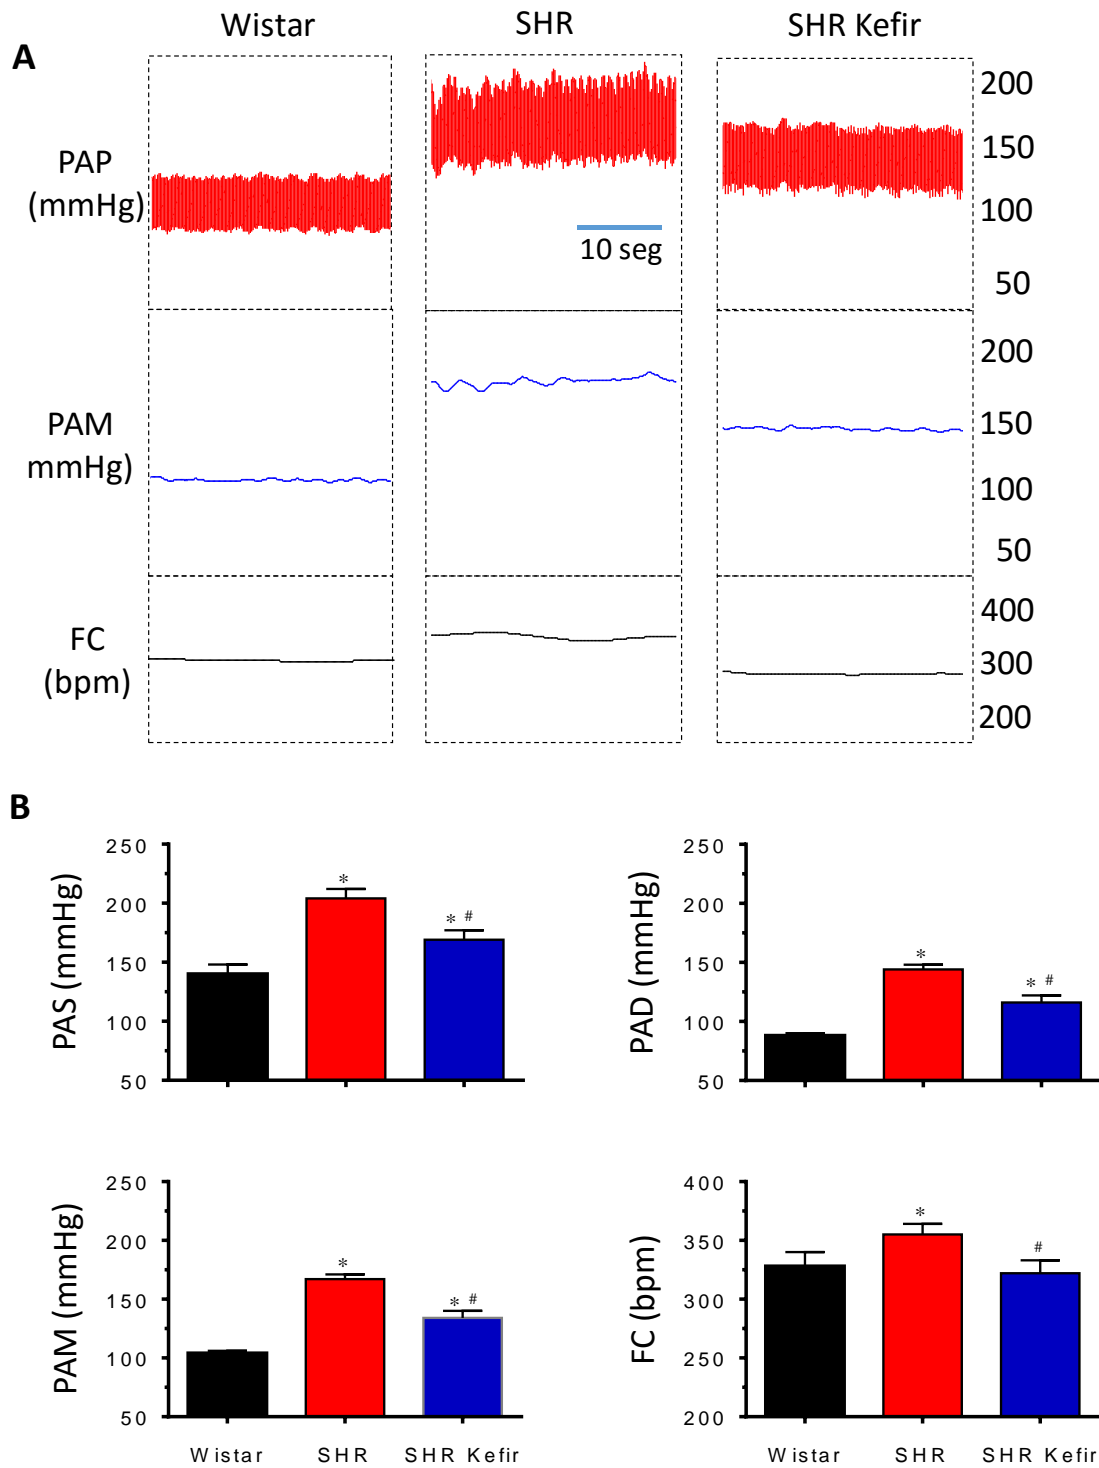 Wistar SHR SHR Kefir
A
PAP
(mmHg)
200
150
100
50
10 seg
PAM
mmHg)
200
150
100
50
FC
(bpm)
400
300
200
B
PAS (mmHg)
250
200
150
100
50
*
* #
PAD (mmHg)
250
200
150
100
50
*
* #
PAM (mmHg)
250
200
150
100
50
*
* #
Wistar SHR SHR Kefir
FC (bpm)
400
350
300
250
200
*
#
Wistar SHR SHR Kefir